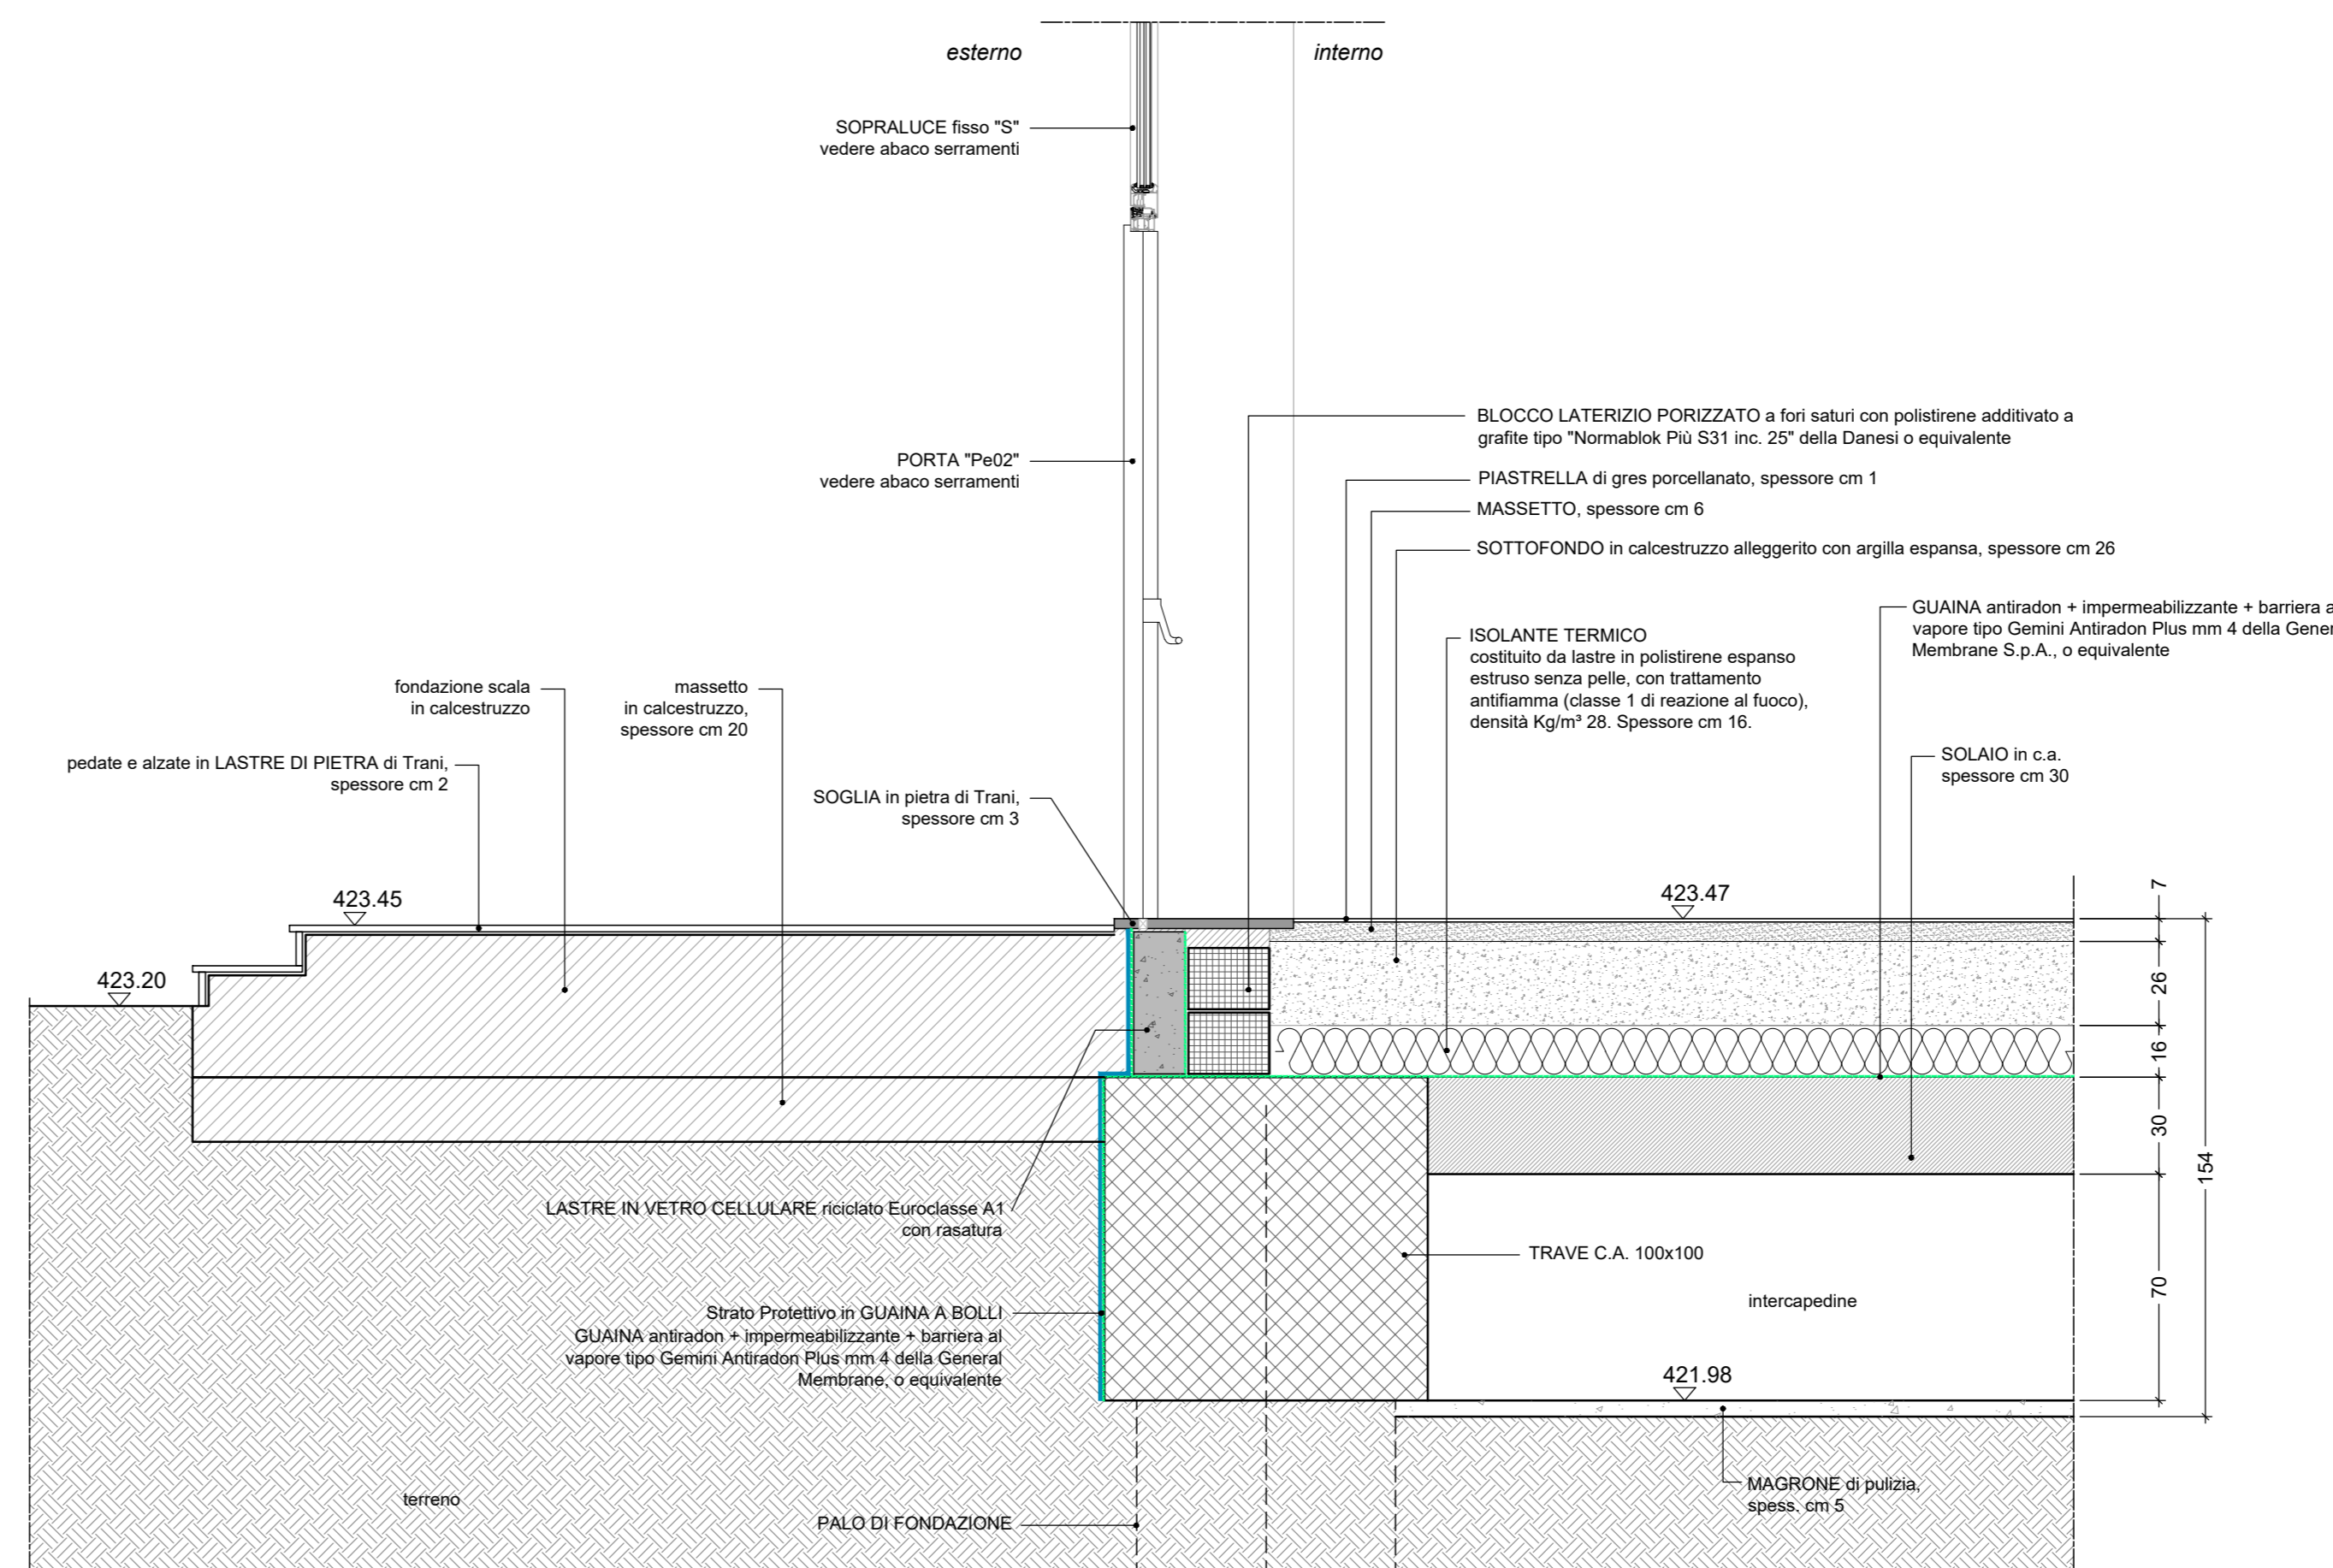 esterno
interno
SOPRALUCE fisso "S"
vedere abaco serramenti
BLOCCO LATERIZIO PORIZZATO a fori saturi con polistirene additivato a
grafite tipo "Normablok Più S31 inc. 25" della Danesi o equivalente
PORTA "Pe02"
vedere abaco serramenti
PIASTRELLA di gres porcellanato, spessore cm 1
MASSETTO, spessore cm 6
SOTTOFONDO in calcestruzzo alleggerito con argilla espansa, spessore cm 26
GUAINA antiradon + impermeabilizzante + barriera a
vapore tipo Gemini Antiradon Plus mm 4 della Gener
Membrane S.p.A., o equivalente
ISOLANTE TERMICO
costituito da lastre in polistirene espanso
estruso senza pelle, con trattamento
antifiamma (classe 1 di reazione al fuoco),
densità Kg/m³ 28. Spessore cm 16.
fondazione scala
in calcestruzzo
massetto
in calcestruzzo,
spessore cm 20
pedate e alzate in LASTRE DI PIETRA di Trani,
spessore cm 2
SOLAIO in c.a.
spessore cm 30
SOGLIA in pietra di Trani,
spessore cm 3
423.45
423.47
423.20
7
26
16
30
70
154
LASTRE IN VETRO CELLULARE riciclato Euroclasse A1
con rasatura
TRAVE C.A. 100x100
intercapedine
Strato Protettivo in GUAINA A BOLLI
GUAINA antiradon + impermeabilizzante + barriera al
vapore tipo Gemini Antiradon Plus mm 4 della General
Membrane, o equivalente
421.98
MAGRONE di pulizia,
spess. cm 5
terreno
PALO DI FONDAZIONE